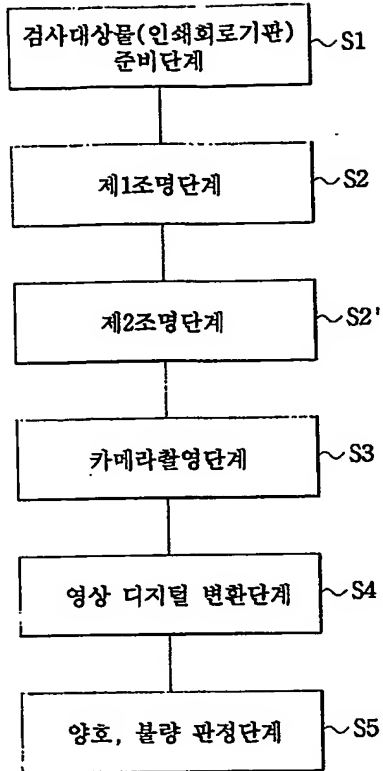 검사대상물(인쇄회로기판)
준비단계
S1
제1조명단계
S2
제2조명단계
S2'
카메라촬영단계
S3
영상 디지털 변환단계
S4
양호, 불량 판정단계
S5